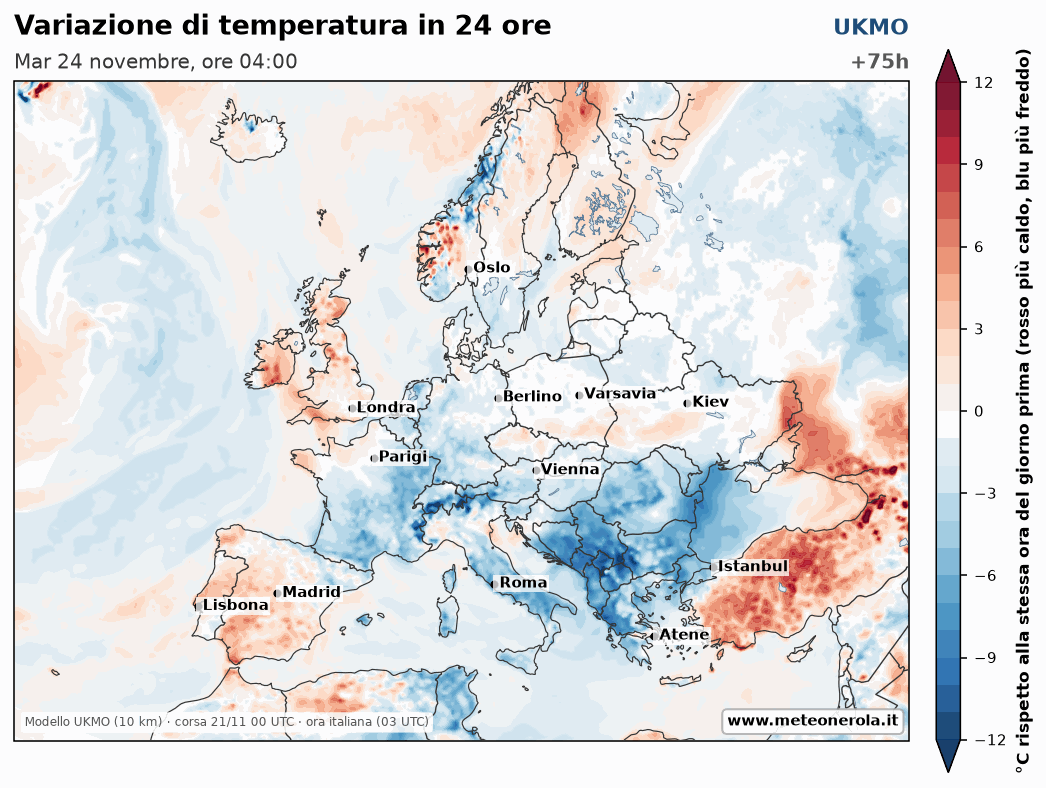 Variazione di temperatura in 24 ore
UKMO
Mar 24 novembre, ore 04:00
+75h
Oslo
Londra
Berlino
Varsavia
Kiev
Parigi
Vienna
Roma
Istanbul
Madrid
Lisbona
Atene
Modello UKMO (10 km) · corsa 21/11 00 UTC · ora italiana (03 UTC)
www.meteonerola.it
12
9
6
3
0
−3
−6
−9
−12
°C rispetto alla stessa ora del giorno prima (rosso più caldo, blu più freddo)